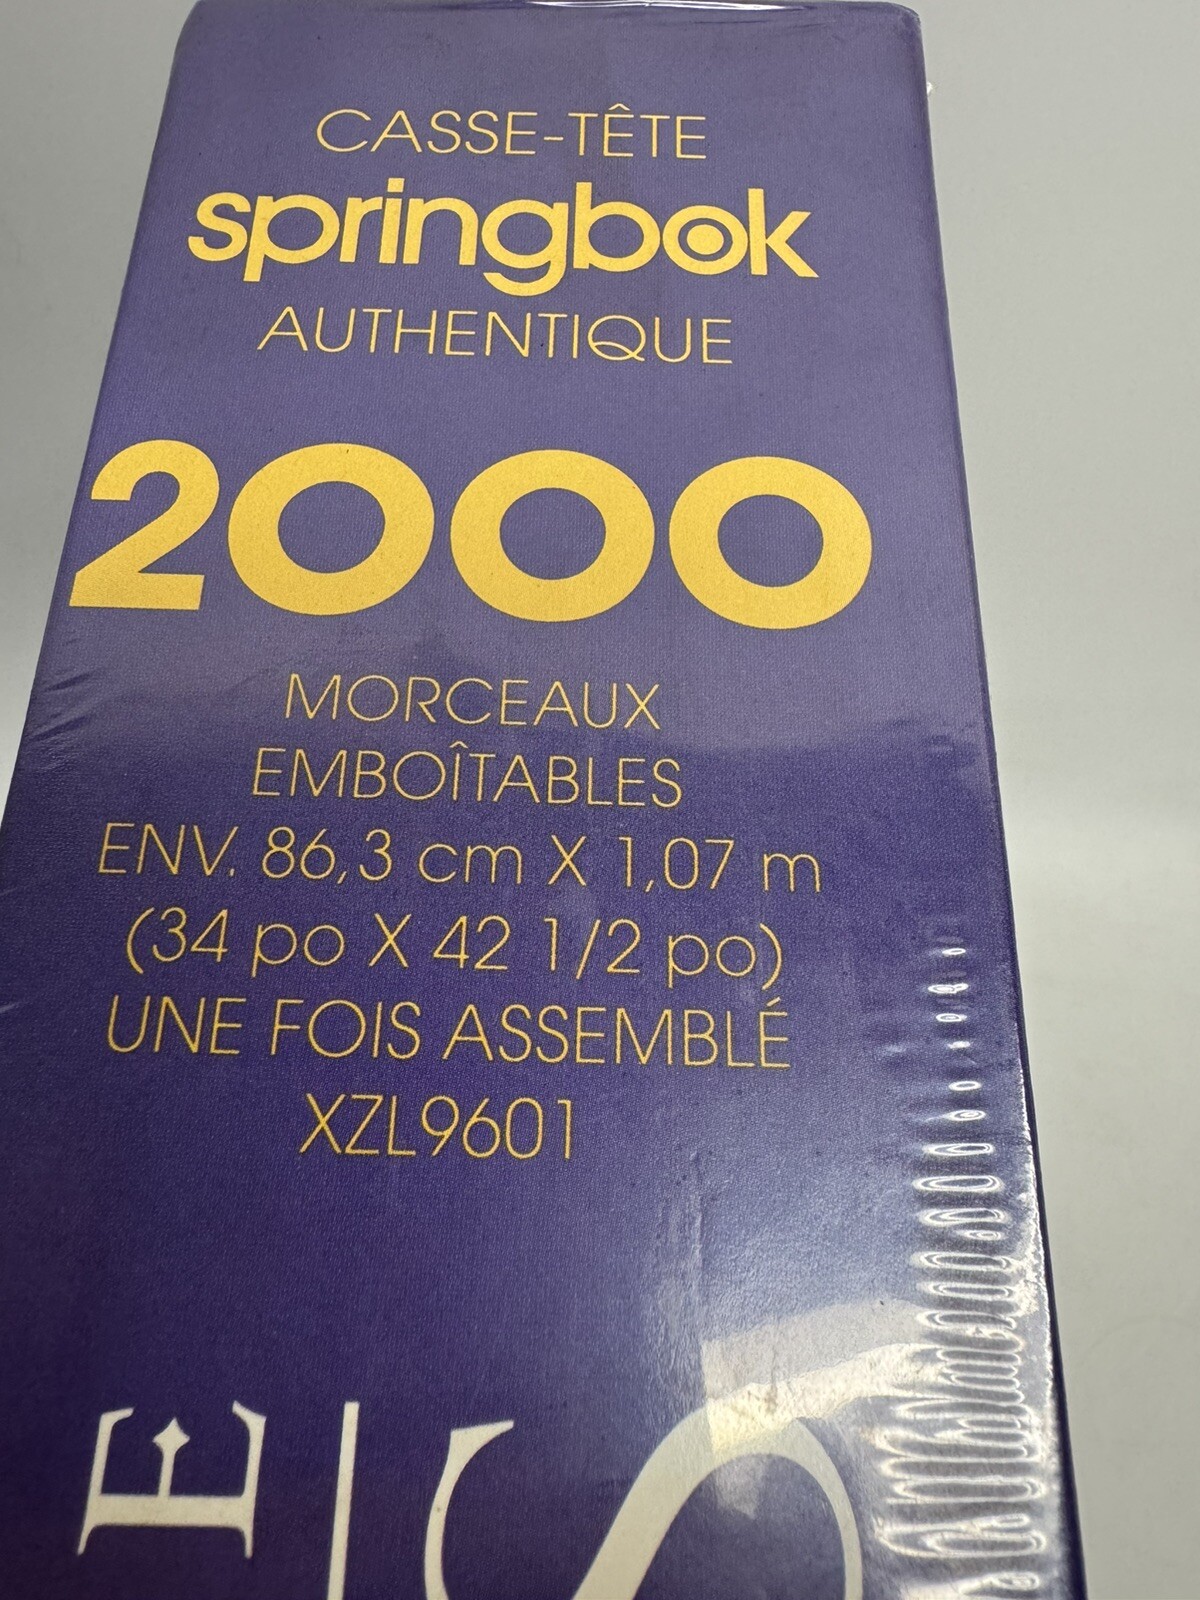 CASSE-TÊTE
springbok
AUTHENTIQUE
2000
MORCEAUX
EMBOÎTABLES
ENV. 86,3 cm X 1,07 m
(34 po X 42 1/2 po)
UNE FOIS ASSEMBLÉ
XZL9601